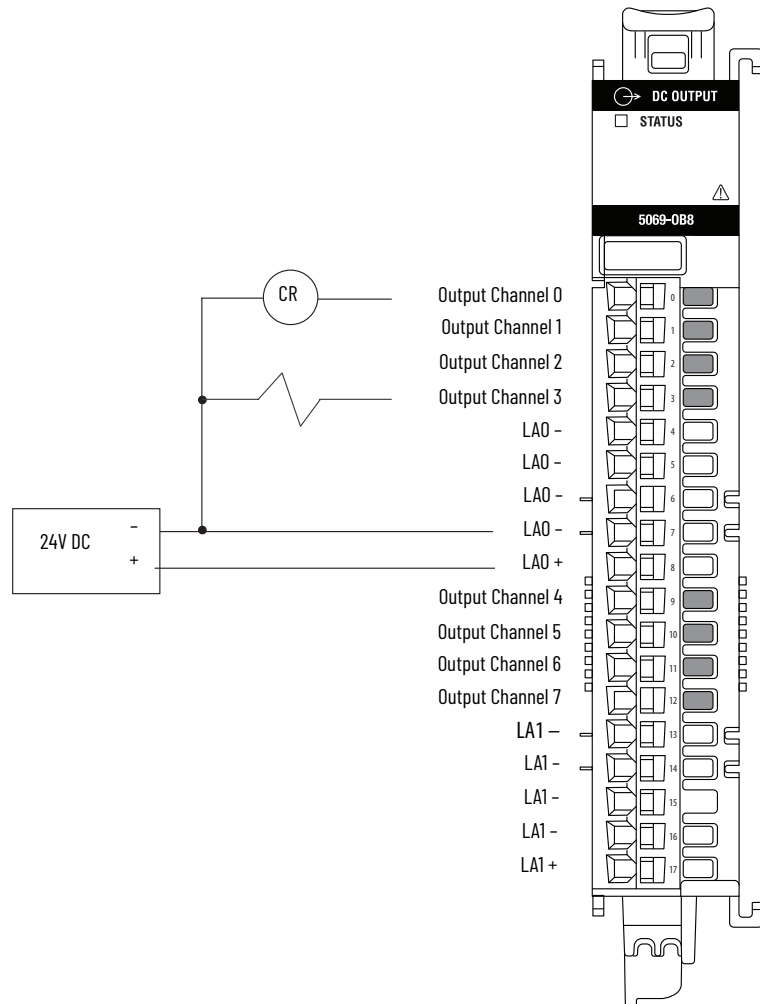 DC OUTPUT
STATUS
5069-OB8
CR
Output Channel 0
0
Output Channel 1
1
Output Channel 2
2
Output Channel 3
3
LA0 –
4
LA0 –
5
LA0 –
6
24V DC
–
+
LA0 –
7
LA0 +
8
Output Channel 4
9
Output Channel 5
10
Output Channel 6
11
Output Channel 7
12
LA1 –
13
LA1 –
14
LA1 –
15
LA1 –
16
LA1 +
17